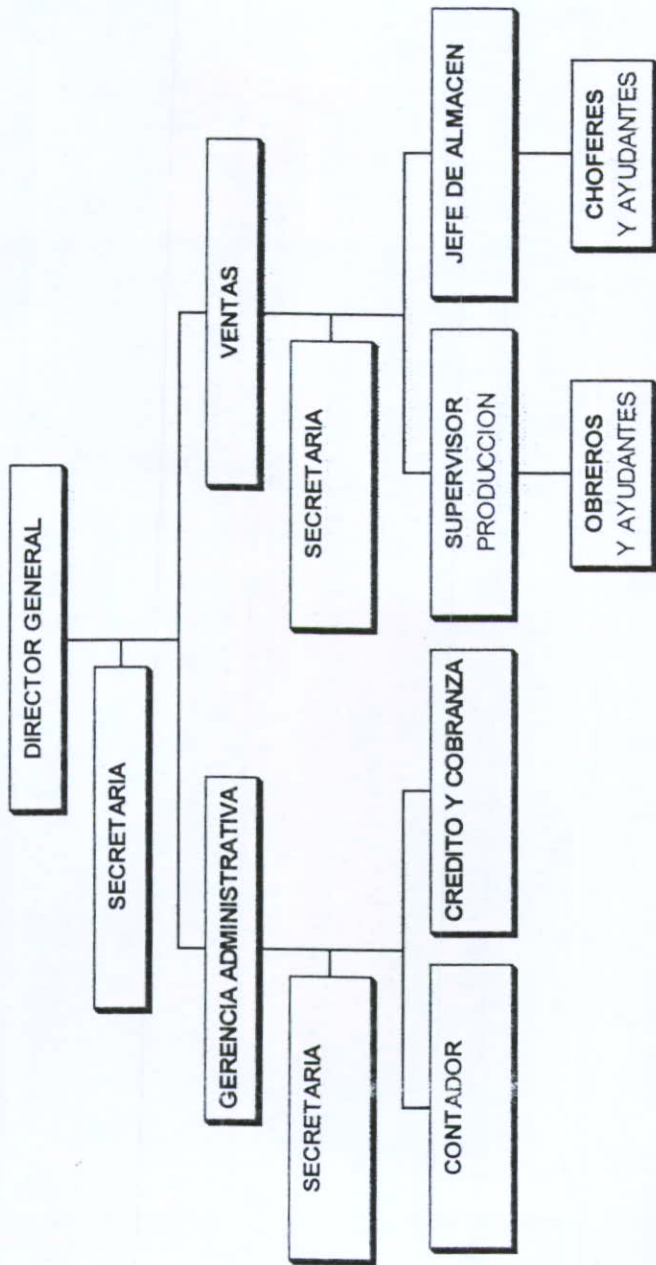 DIRECTOR GENERAL
SECRETARIA
GERENCIA ADMINISTRATIVA
VENTAS
SECRETARIA
SECRETARIA
CONTADOR
CREDITO Y COBRANZA
SUPERVISOR
PRODUCCION
JEFE DE ALMACEN
OBREROS
Y AYUDANTES
CHOFERES
Y AYUDANTES